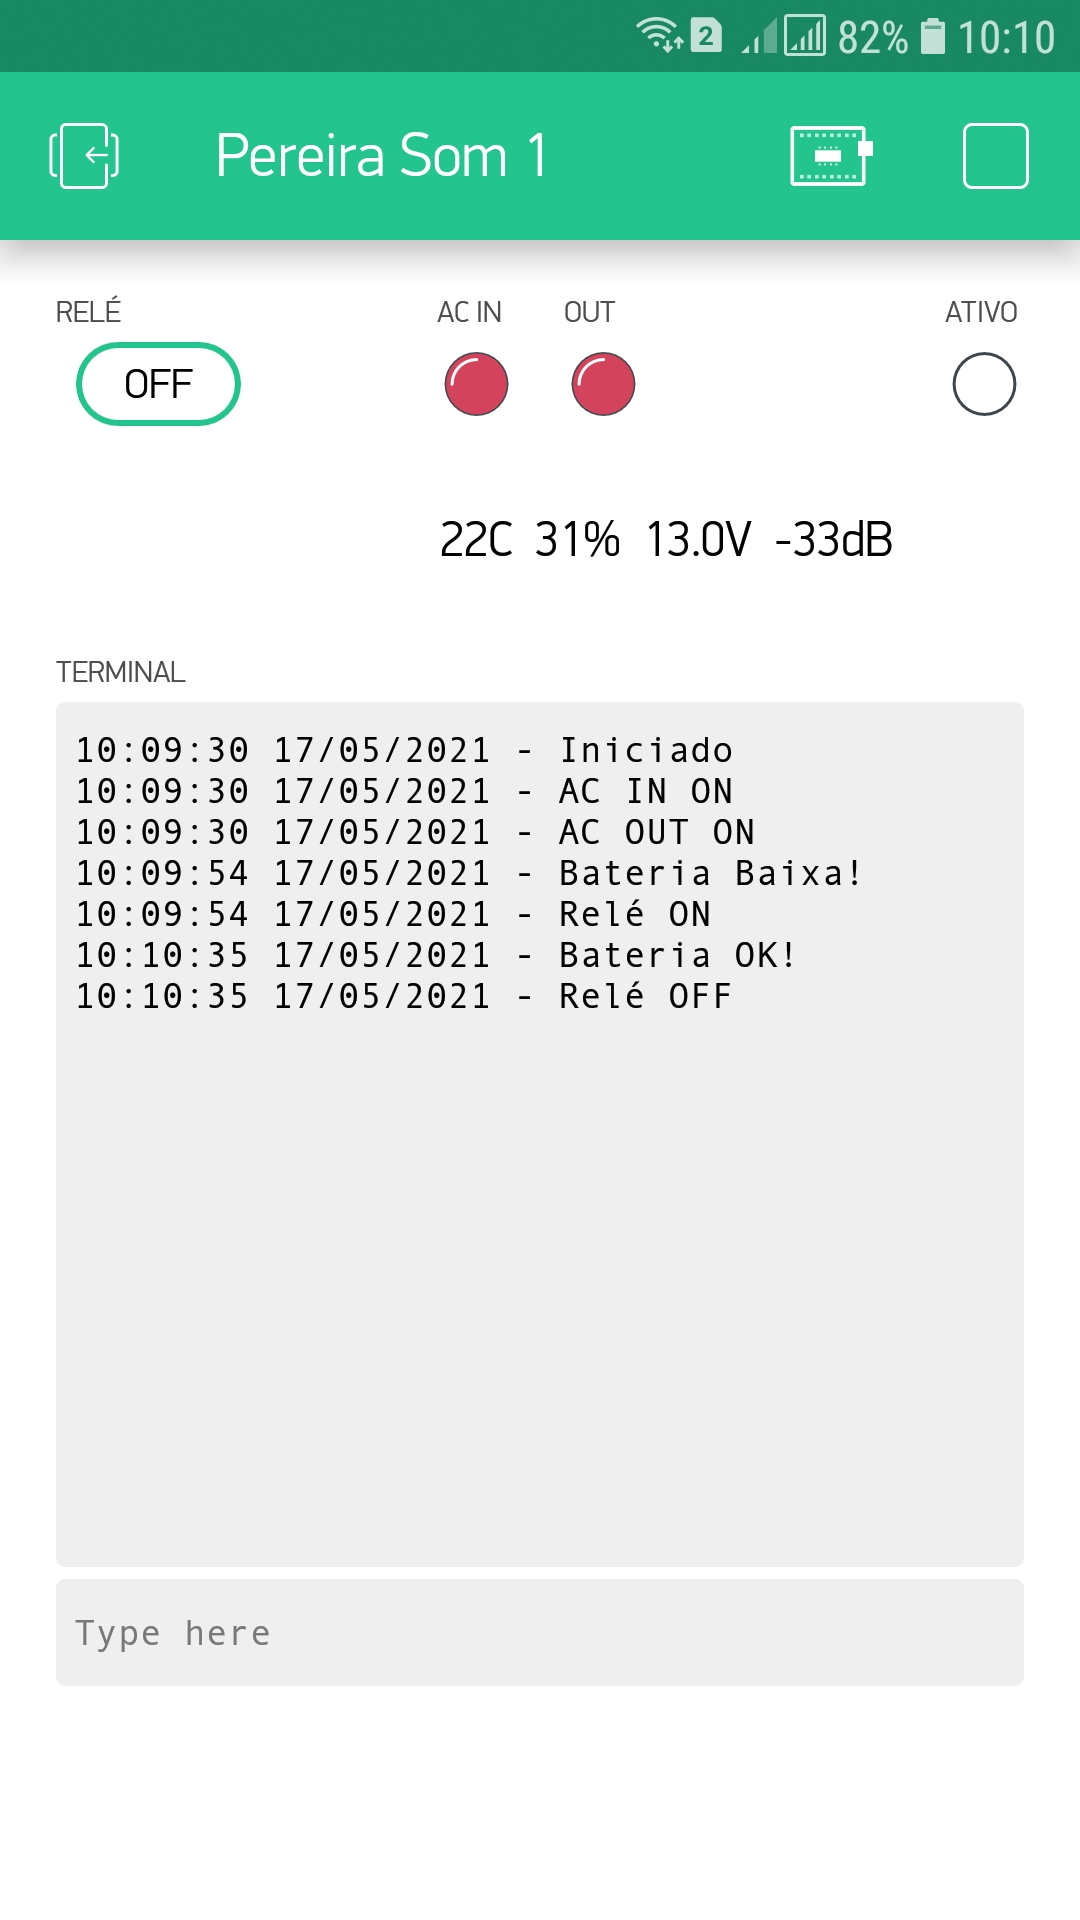 2 82% 10:10
Pereira Som 1
RELÉ AC IN OUT ATIVO
OFF
22C 31% 13.0V -33dB
TERMINAL
10:09:30 17/05/2021 - Iniciado
10:09:30 17/05/2021 - AC IN ON
10:09:30 17/05/2021 - AC OUT ON
10:09:54 17/05/2021 - Bateria Baixa!
10:09:54 17/05/2021 - Relé ON
10:10:35 17/05/2021 - Bateria OK!
10:10:35 17/05/2021 - Relé OFF
Type here